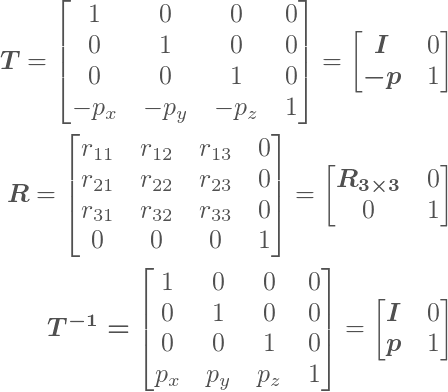 T = [1 0 0 0; 0 1 0 0; 0 0 1 0; -p_x -p_y -p_z 1] = [I 0; -p 1]
R = [r_11 r_12 r_13 0; r_21 r_22 r_23 0; r_31 r_32 r_33 0; 0 0 0 1] = [R_{3×3} 0; 0 1]
T^{-1} = [1 0 0 0; 0 1 0 0; 0 0 1 0; p_x p_y p_z 1] = [I 0; p 1]